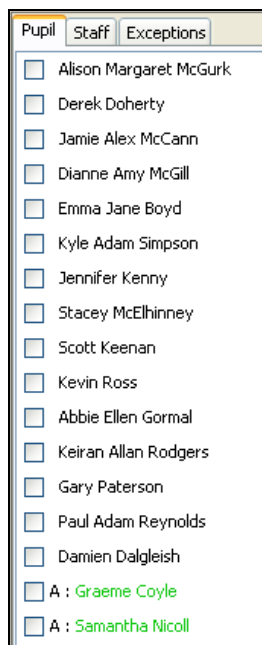 Pupil Staff Exceptions
Alison Margaret McGurk
Derek Doherty
Jamie Alex McCann
Dianne Amy McGill
Emma Jane Boyd
Kyle Adam Simpson
Jennifer Kenny
Stacey McElhinney
Scott Keenan
Kevin Ross
Abbie Ellen Gormal
Keiran Allan Rodgers
Gary Paterson
Paul Adam Reynolds
Damien Dalgleish
A : Graeme Coyle
A : Samantha Nicoll